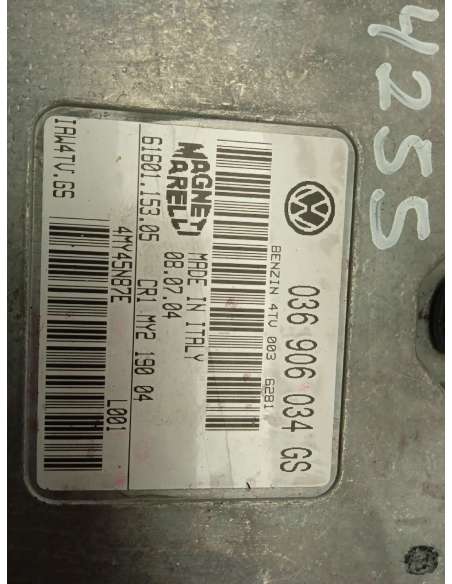 4255
036 906 034 GS
BENZIN 4TV 003 6281
MAGNETI
MARELLI
MADE IN ITALY
08.07.04
61601.153.05 CR1 MY2 190 04
4MY45N87E L001
IAW4TV.GS